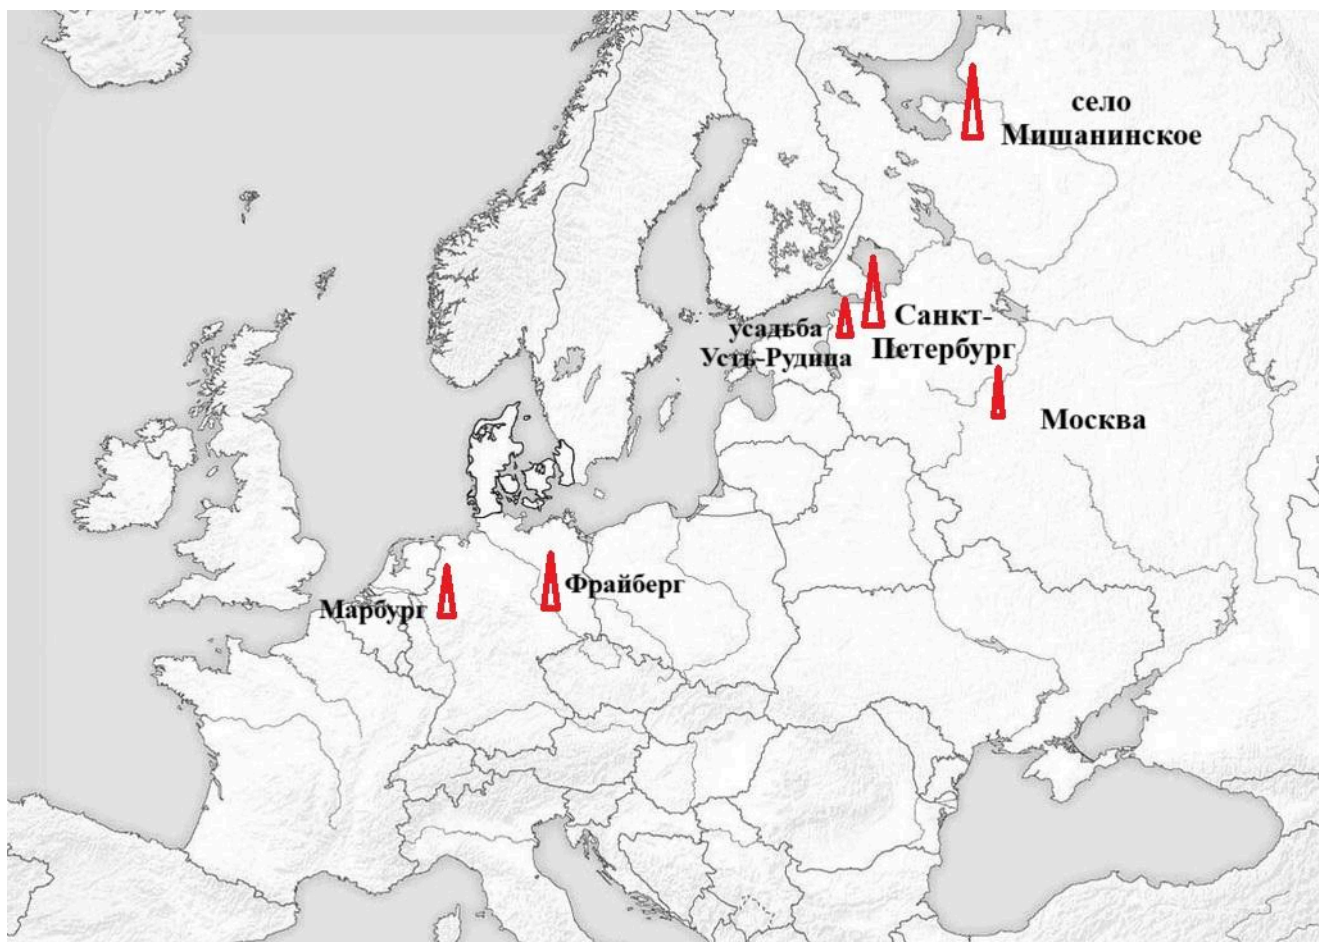 село
Мишанинское
Санкт-
Петербург
усадьба
Усть-Рудица
Москва
Фрайберг
Марбург